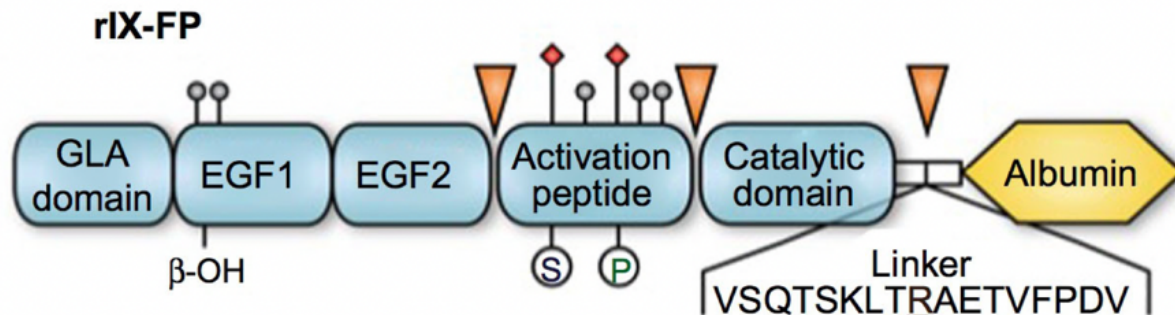 rIX-FP
GLA
domain
EGF1
EGF2
Activation
peptide
Catalytic
domain
Albumin
β-OH
S
P
Linker
VSQTSKLTRAETVFPDV